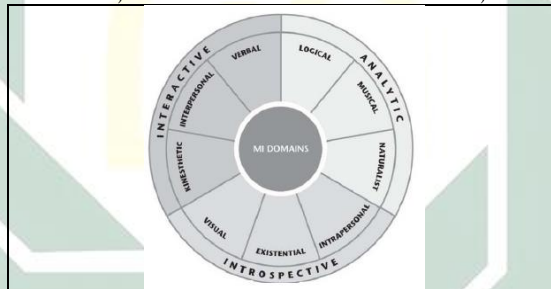 INTERACTIVE
ANALYTIC
INTROSPECTIVE
VERBAL
LOGICAL
MUSICAL
NATURALIST
INTRAPERSONAL
EXISTENTIAL
VISUAL
KINESTHETIC
INTERPERSONAL
MI DOMAINS